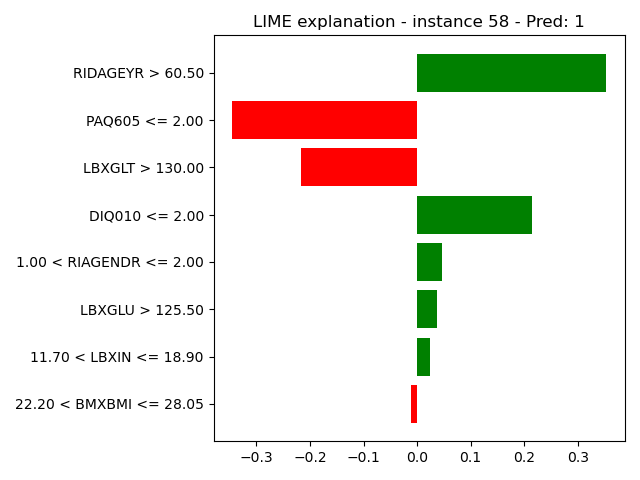 LIME explanation - instance 58 - Pred: 1
RIDAGEYR > 60.50
PAQ605 <= 2.00
LBXGLT > 130.00
DIQ010 <= 2.00
1.00 < RIAGENDR <= 2.00
LBXGLU > 125.50
11.70 < LBXIN <= 18.90
22.20 < BMXBMI <= 28.05
−0.3 −0.2 −0.1 0.0 0.1 0.2 0.3